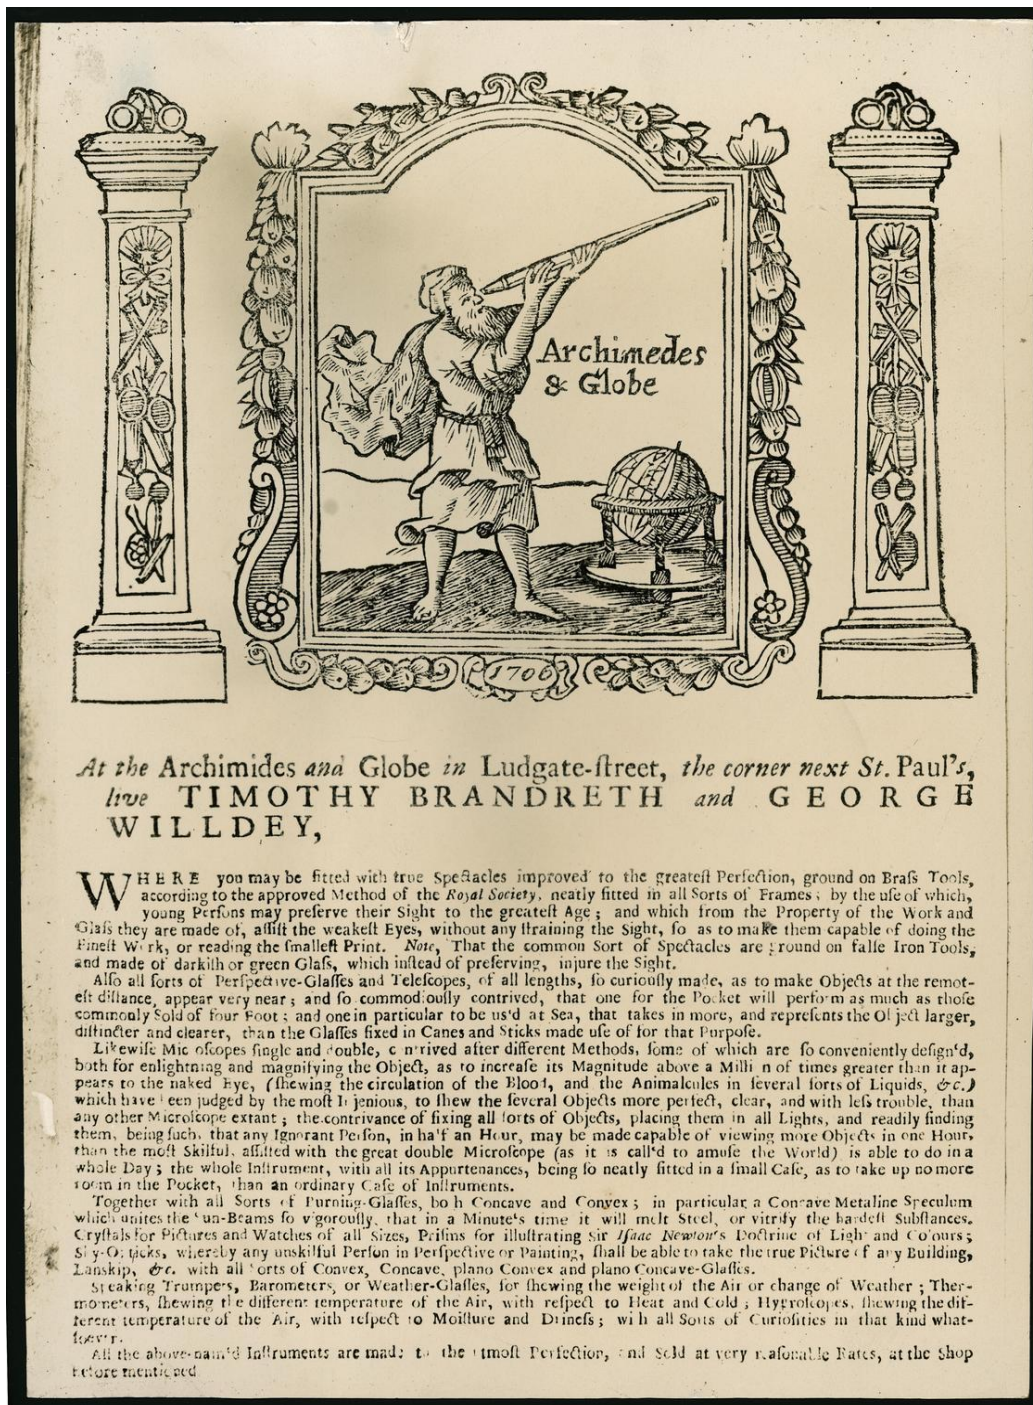 Archimedes
& Globe
1706
At the Archimides and Globe in Ludgate-ſtreet, the corner next St. Paul's,
live TIMOTHY BRANDRETH and GEORGE
WILLDEY,
WHERE you may be fitted with true Spectacles improved to the greateſt Perfection, ground on Braſs Tools,
according to the approved Method of the Royal Society, neatly fitted in all Sorts of Frames; by the uſe of which,
young Perſons may preſerve their Sight to the greateſt Age; and which from the Property of the Work and
Glaſs they are made of, aſſiſt the weakeſt Eyes, without any ſtraining the Sight, ſo as to make them capable of doing the
Fineſt W rk, or reading the ſmalleſt Print. Note, That the common Sort of Spectacles are ground on falſe Iron Tools,
and made of darkiſh or green Glaſs, which inſtead of preſerving, injure the Sight.
Alſo all ſorts of Perſpective-Glaſſes and Teleſcopes, of all lengths, ſo curiouſly made, as to make Objects at the remot-
eſt diſtance, appear very near; and ſo commodiouſly contrived, that one for the Pocket will perform as much as thoſe
commonly Sold of four Foot; and one in particular to be us'd at Sea, that takes in more, and repreſents the Object larger,
diſtincter and clearer, than the Glaſſes fixed in Canes and Sticks made uſe of for that Purpoſe.
Likewiſe Mic oſcopes ſingle and double, c n'rived after different Methods, ſome of which are ſo conveniently deſign'd,
both for enlightning and magnifying the Object, as to increaſe its Magnitude above a Milli n of times greater than it ap-
pears to the naked Eye, (ſhewing the circulation of the Blood, and the Animalcules in ſeveral ſorts of Liquids, &c.)
which have been judged by the moſt Ingenious, to ſhew the ſeveral Objects more perfect, clear, and with leſs trouble, than
any other Microſcope extant; the contrivance of fixing all ſorts of Objects, placing them in all Lights, and readily finding
them, being ſuch, that any Ignorant Perſon, in half an Hour, may be made capable of viewing more Objects in one Hour,
than the moſt Skilful, aſſiſted with the great double Microſcope (as it is call'd to amuſe the World) is able to do in a
whole Day; the whole Inſtrument, with all its Appurtenances, being ſo neatly fitted in a ſmall Caſe, as to take up no more
room in the Pocket, than an ordinary Caſe of Inſtruments.
Together with all Sorts of Burning-Glaſſes, both Concave and Convex; in particular a Concave Metaline Speculum
which unites the Sun-Beams ſo v'gorouſly, that in a Minute's time it will melt Steel, or vitrify the hardeſt Subſtances.
Cryſtals for Pictures and Watches of all Sizes, Priſms for illuſtrating Sir Iſaac Newton's Doctrine of Light and Colours;
whereby any unskilful Perſon in Perſpective or Painting, ſhall be able to take the true Picture of any Building,
Lanskip, &c. with all Sorts of Convex, Concave, plano Convex and plano Concave-Glaſſes.
Speaking Trumpets, Barometers, or Weather-Glaſſes, for ſhewing the weight of the Air or change of Weather; Ther-
mometers, ſhewing the different temperature of the Air, with reſpect to Heat and Cold; Hygroſcopes, ſhewing the dif-
ferent temperature of the Air, with reſpect to Moiſture and Drineſs; with all Sorts of Curioſities in that kind what-
ſoever.
All the above-nam'd Inſtruments are made to the utmoſt Perfection, and Sold at very reaſonable Rates, at the Shop
before mentioned